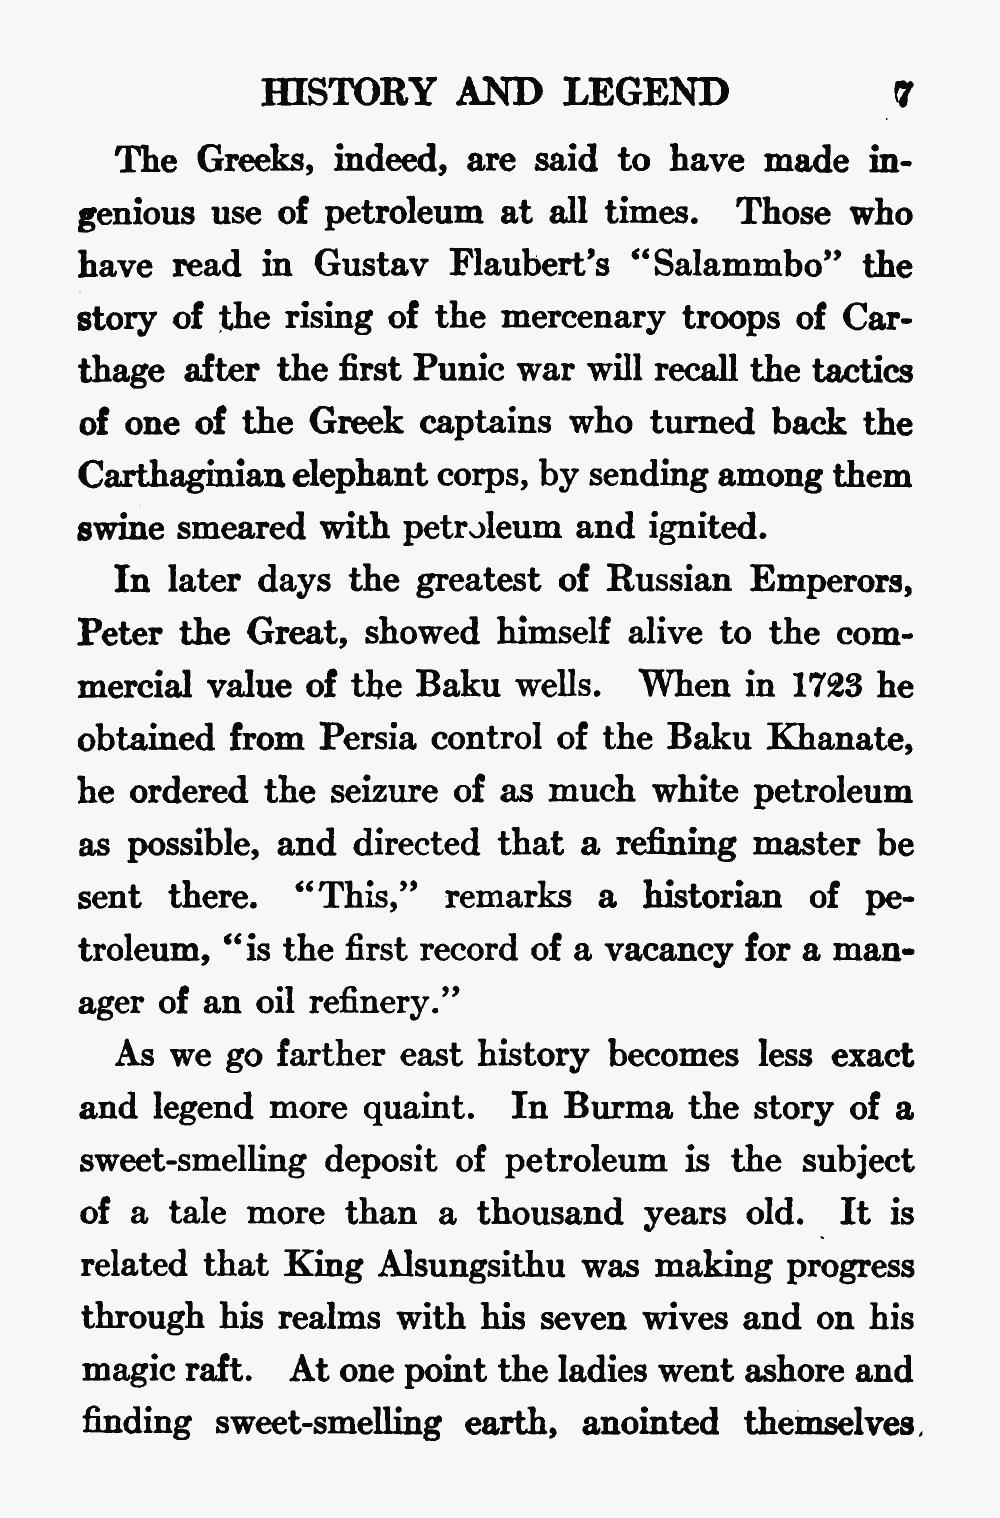 HISTORY AND LEGEND 7
The Greeks, indeed, are said to have made in-
genious use of petroleum at all times. Those who
have read in Gustav Flaubert's "Salammbo" the
story of the rising of the mercenary troops of Car-
thage after the first Punic war will recall the tactics
of one of the Greek captains who turned back the
Carthaginian elephant corps, by sending among them
swine smeared with petroleum and ignited.
In later days the greatest of Russian Emperors,
Peter the Great, showed himself alive to the com-
mercial value of the Baku wells. When in 1723 he
obtained from Persia control of the Baku Khanate,
he ordered the seizure of as much white petroleum
as possible, and directed that a refining master be
sent there. "This," remarks a historian of pe-
troleum, "is the first record of a vacancy for a man-
ager of an oil refinery."
As we go farther east history becomes less exact
and legend more quaint. In Burma the story of a
sweet-smelling deposit of petroleum is the subject
of a tale more than a thousand years old. It is
related that King Alsungsithu was making progress
through his realms with his seven wives and on his
magic raft. At one point the ladies went ashore and
finding sweet-smelling earth, anointed themselves,